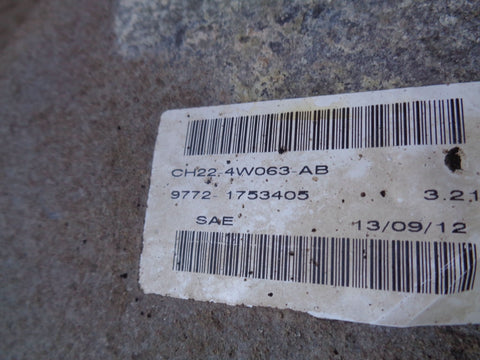 CH22 4W063-AB
9772- 1753405 3.21
SAE 13/09/12